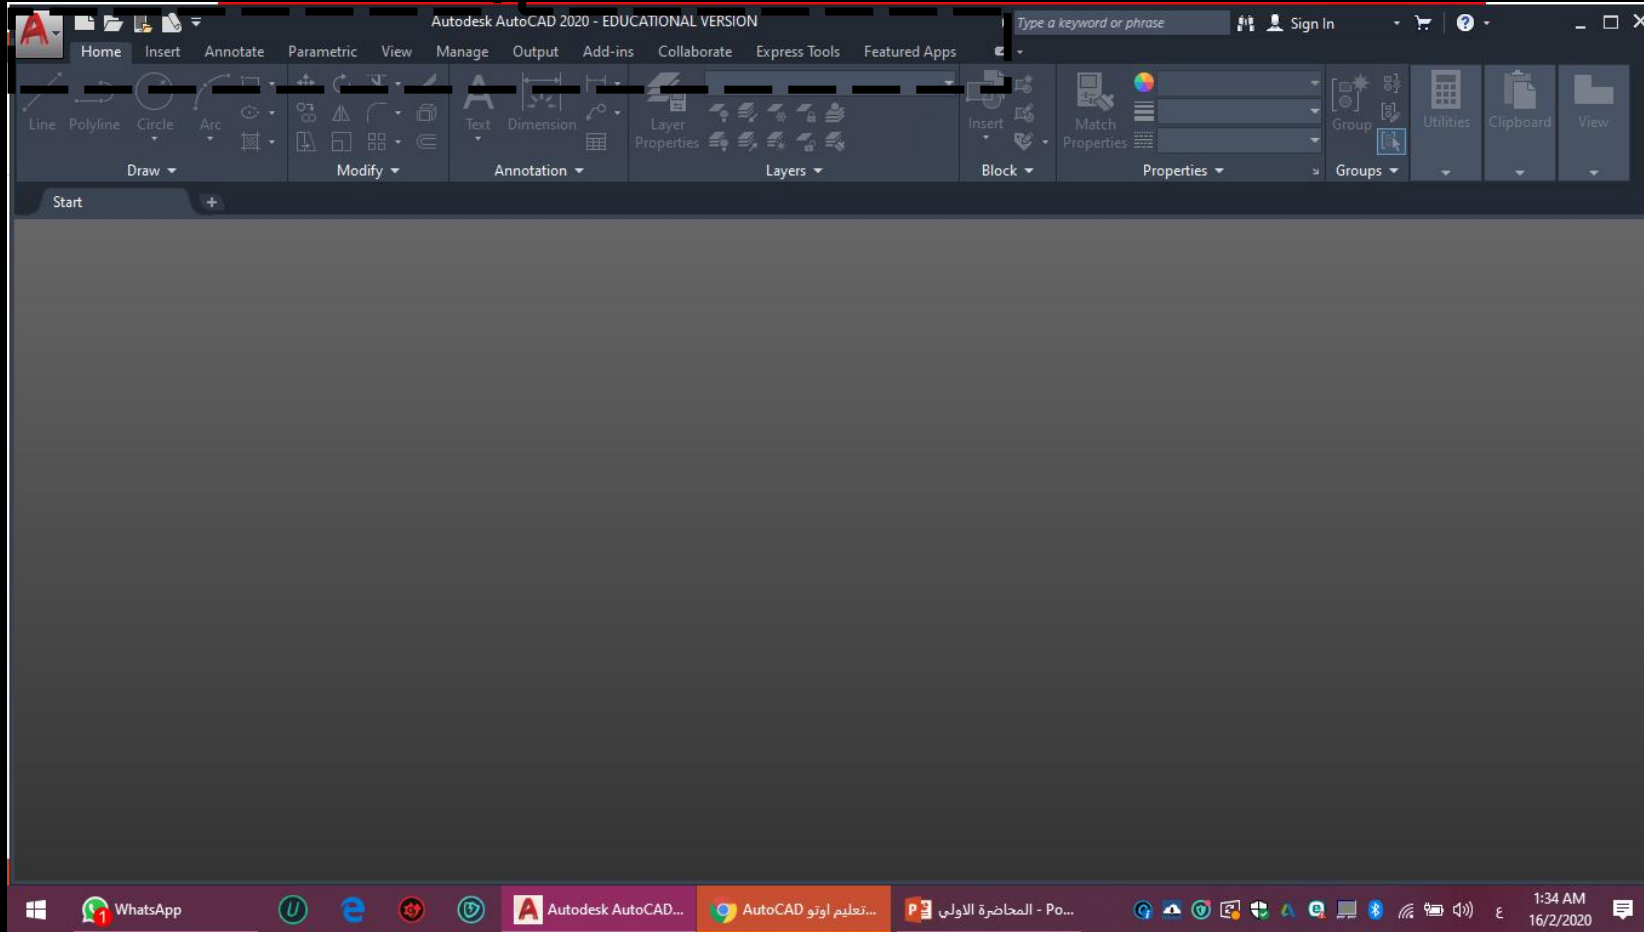 Autodesk AutoCAD 2020 - EDUCATIONAL VERSION
Type a keyword or phrase
Sign In
Home Insert Annotate Parametric View Manage Output Add-ins Collaborate Express Tools Featured Apps
Line Polyline Circle Arc
Text Dimension
Layer Properties
Insert
Match Properties
Group
Utilities
Clipboard
View
Draw Modify Annotation Layers Block Properties Groups
Start
WhatsApp
1
Autodesk AutoCAD...
تعليم اوتو AutoCAD...
المحاضرة الاولي - Po...
ع
1:34 AM
16/2/2020